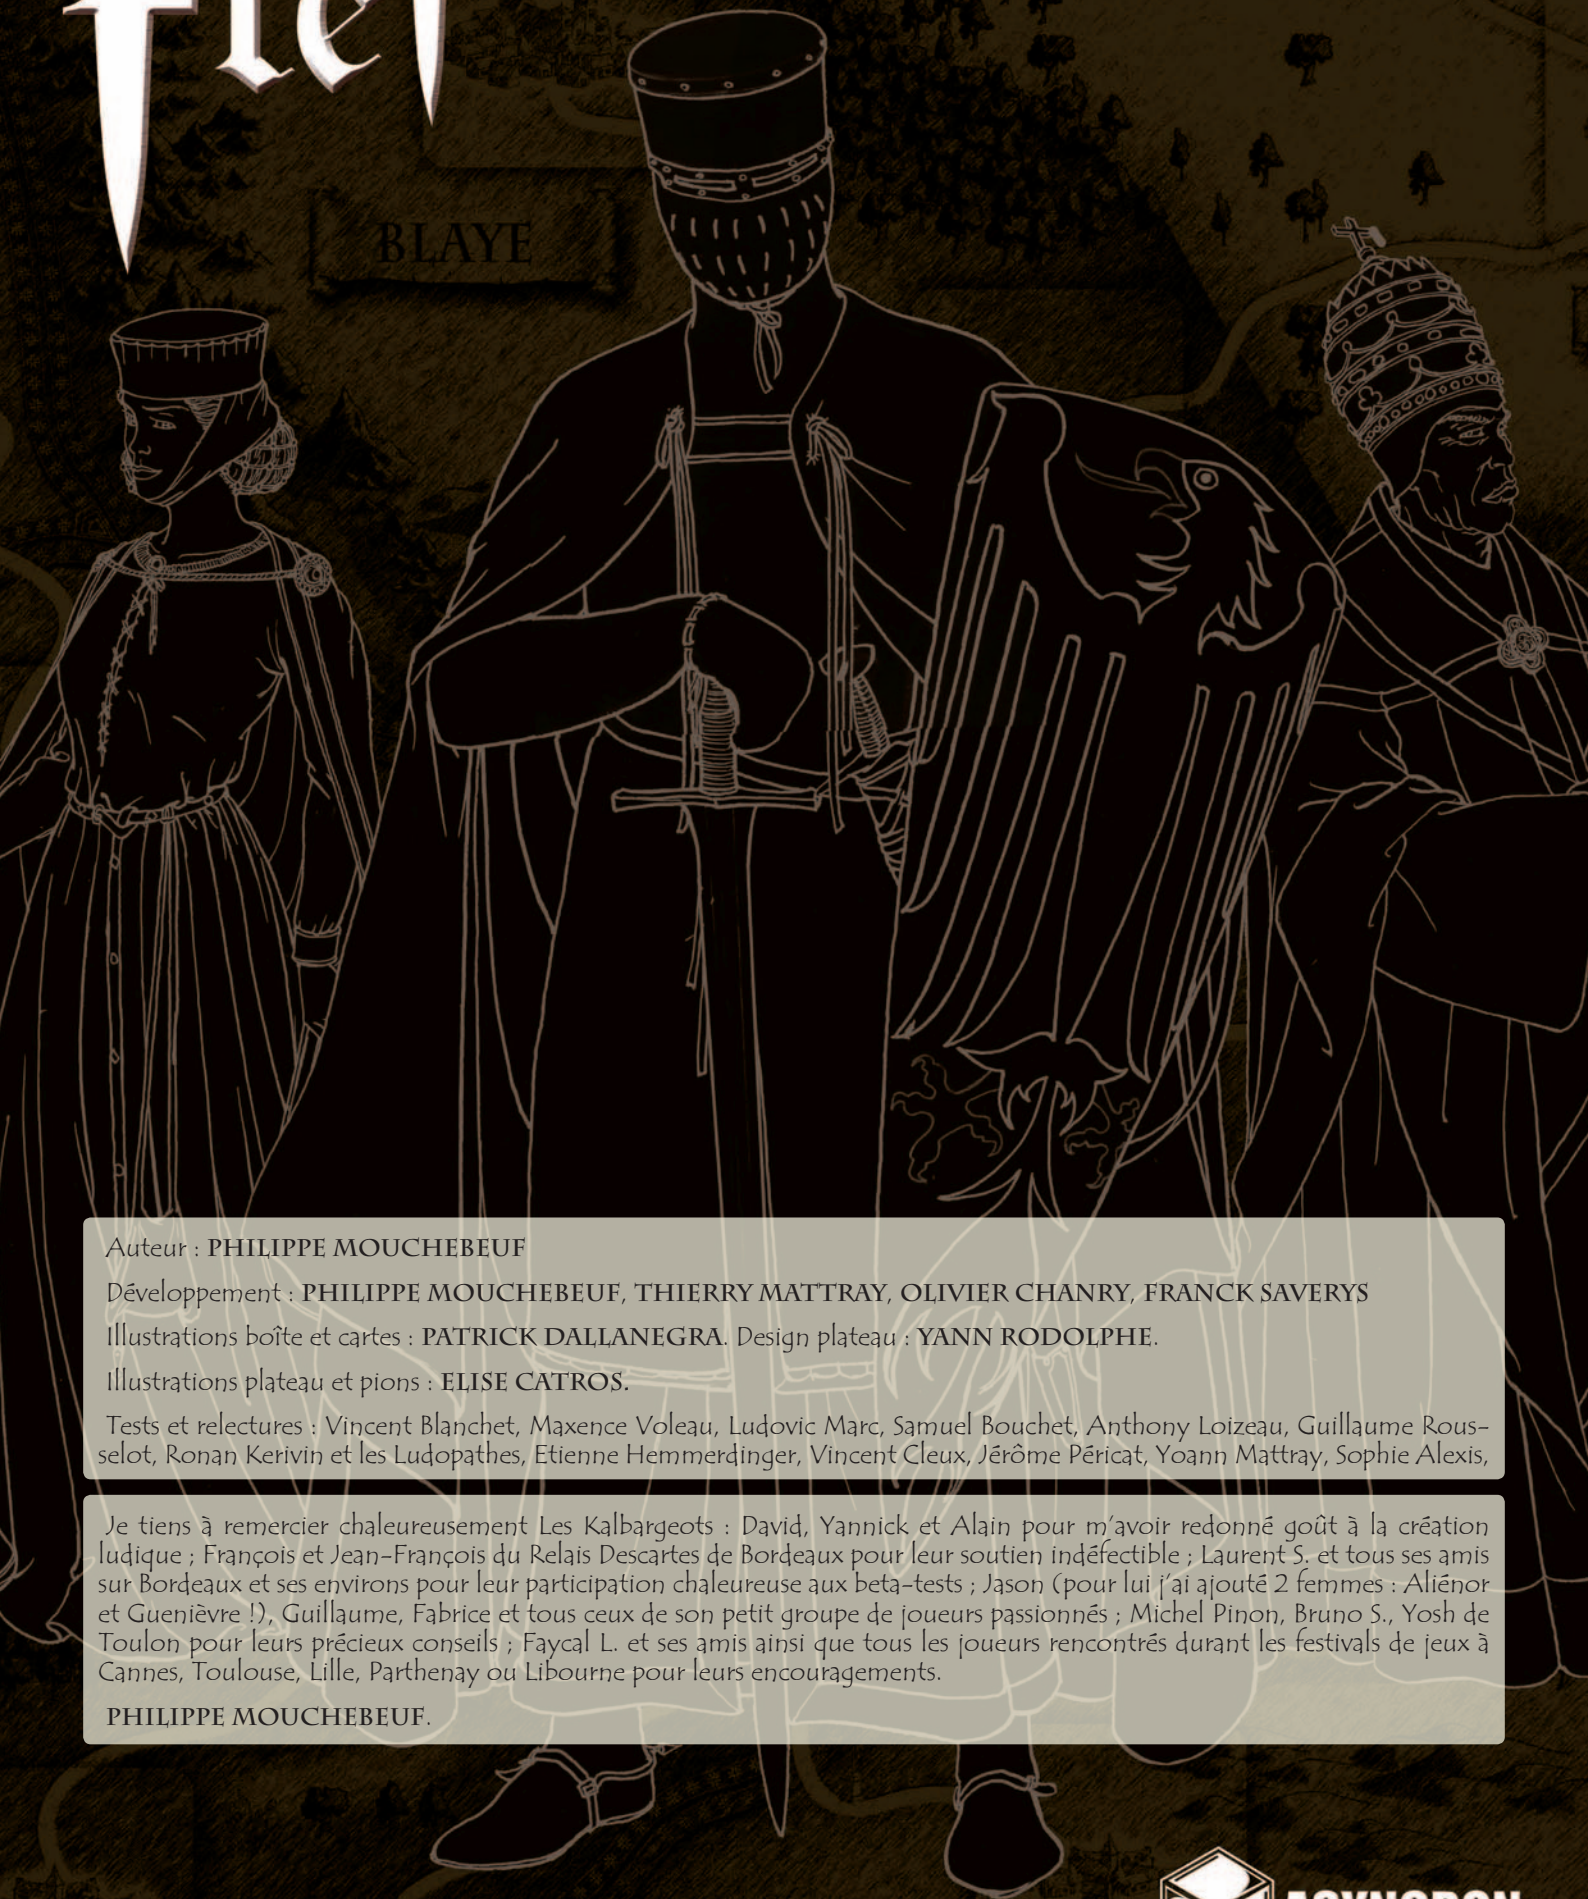 fief
BLAYE
Auteur : PHILIPPE MOUCHEBEUF
Développement : PHILIPPE MOUCHEBEUF, THIERRY MATTRAY, OLIVIER CHANRY, FRANCK SAVERYS
Illustrations boîte et cartes : PATRICK DALLANEGRA. Design plateau : YANN RODOLPHE.
Illustrations plateau et pions : ELISE CATROS.
Tests et relectures : Vincent Blanchet, Maxence Voleau, Ludovic Marc, Samuel Bouchet, Anthony Loizeau, Guillaume Rous-
selot, Ronan Kerivin et les Ludopathes, Etienne Hemmerdinger, Vincent Cleux, Jérôme Péricat, Yoann Mattray, Sophie Alexis,
Je tiens à remercier chaleureusement Les Kalbargeots : David, Yannick et Alain pour m'avoir redonné goût à la création
ludique ; François et Jean-François du Relais Descartes de Bordeaux pour leur soutien indéfectible ; Laurent S. et tous ses amis
sur Bordeaux et ses environs pour leur participation chaleureuse aux beta-tests ; Jason (pour lui j'ai ajouté 2 femmes : Aliénor
et Guenièvre !), Guillaume, Fabrice et tous ceux de son petit groupe de joueurs passionnés ; Michel Pinon, Bruno S., Yosh de
Toulon pour leurs précieux conseils ; Faycal L. et ses amis ainsi que tous les joueurs rencontrés durant les festivals de jeux à
Cannes, Toulouse, Lille, Parthenay ou Libourne pour leurs encouragements.
PHILIPPE MOUCHEBEUF.
ASYNCRON